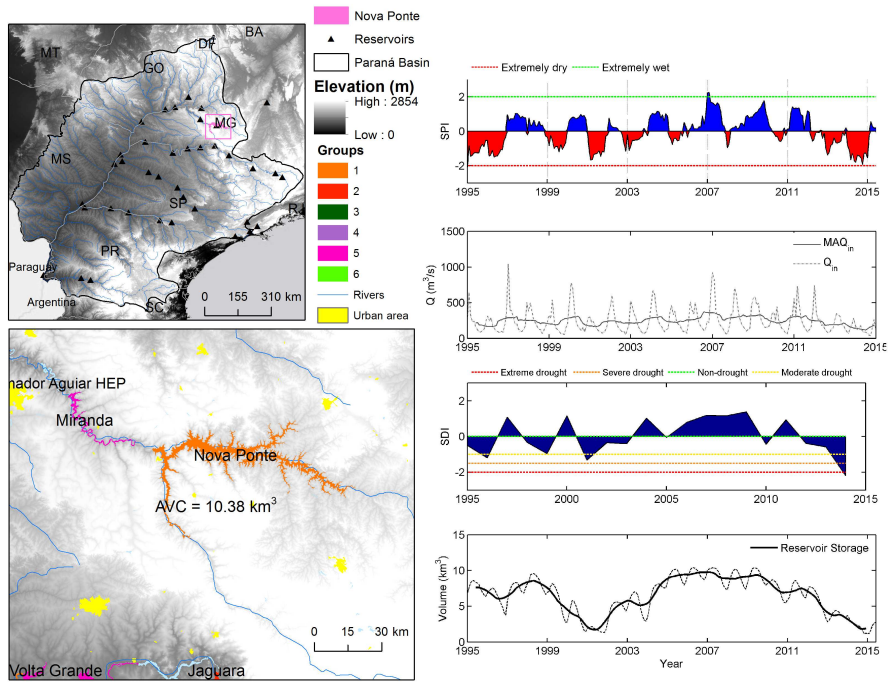 Nova Ponte
Reservoirs
Paraná Basin
Elevation (m)
High : 2854
Low : 0
Groups
1
2
3
4
5
6
Rivers
Urban area
BA
DF
MT
GO
MG
MS
SP
R
PR
Paraguay
Argentina
SC
0 155 310 km
nador Aguiar HEP
Miranda
Nova Ponte
AVC = 10.38 km³
0 15 30 km
Volta Grande
Jaguara
Extremely dry
Extremely wet
SPI
2
0
-2
1995 1999 2003 2007 2011 2015
MAQin
Qin
Q (m³/s)
1500
1000
500
0
1995 1999 2003 2007 2011 2015
Extreme drought
Severe drought
Non-drought
Moderate drought
SDI
2
0
-2
1995 2000 2005 2010 2015
Reservoir Storage
Volume (km³)
15
10
5
0
1995 1999 2003 2007 2011 2015
Year